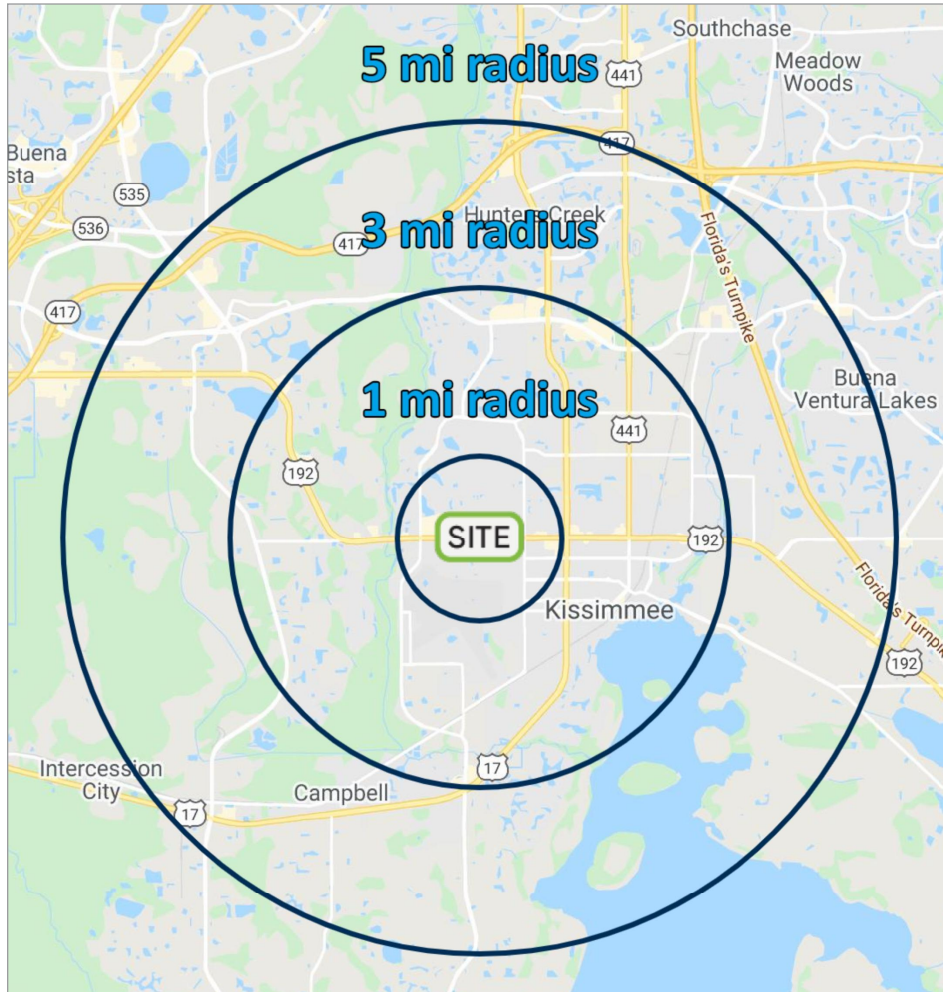 Southchase
5 mi radius
441
Meadow
Woods
417
Buena
sta
535
536
Hunters Creek
3 mi radius
417
Florida's Turnpike
417
Buena
Ventura Lakes
1 mi radius
441
192
SITE
192
Kissimmee
Florida's Turnpik
192
Intercession
City
17
Campbell
17